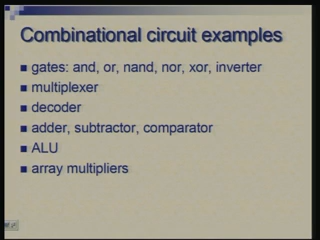 Combinational circuit examples
gates: and, or, nand, nor, xor, inverter
multiplexer
decoder
adder, subtractor, comparator
ALU
array multipliers